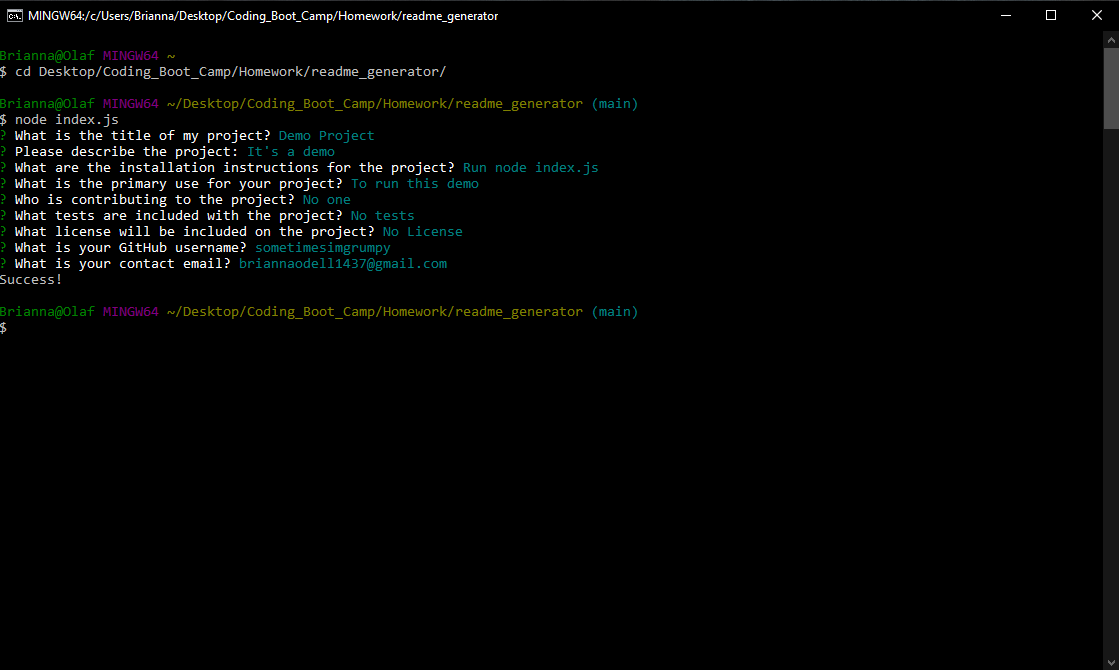 MINGW64:/c/Users/Brianna/Desktop/Coding_Boot_Camp/Homework/readme_generator
Brianna@Olaf MINGW64 ~
$ cd Desktop/Coding_Boot_Camp/Homework/readme_generator/
Brianna@Olaf MINGW64 ~/Desktop/Coding_Boot_Camp/Homework/readme_generator (main)
$ node index.js
? What is the title of my project? Demo Project
? Please describe the project: It's a demo
? What are the installation instructions for the project? Run node index.js
? What is the primary use for your project? To run this demo
? Who is contributing to the project? No one
? What tests are included with the project? No tests
? What license will be included on the project? No License
? What is your GitHub username? sometimesimgrumpy
? What is your contact email? briannaodell1437@gmail.com
Success!
Brianna@Olaf MINGW64 ~/Desktop/Coding_Boot_Camp/Homework/readme_generator (main)
$